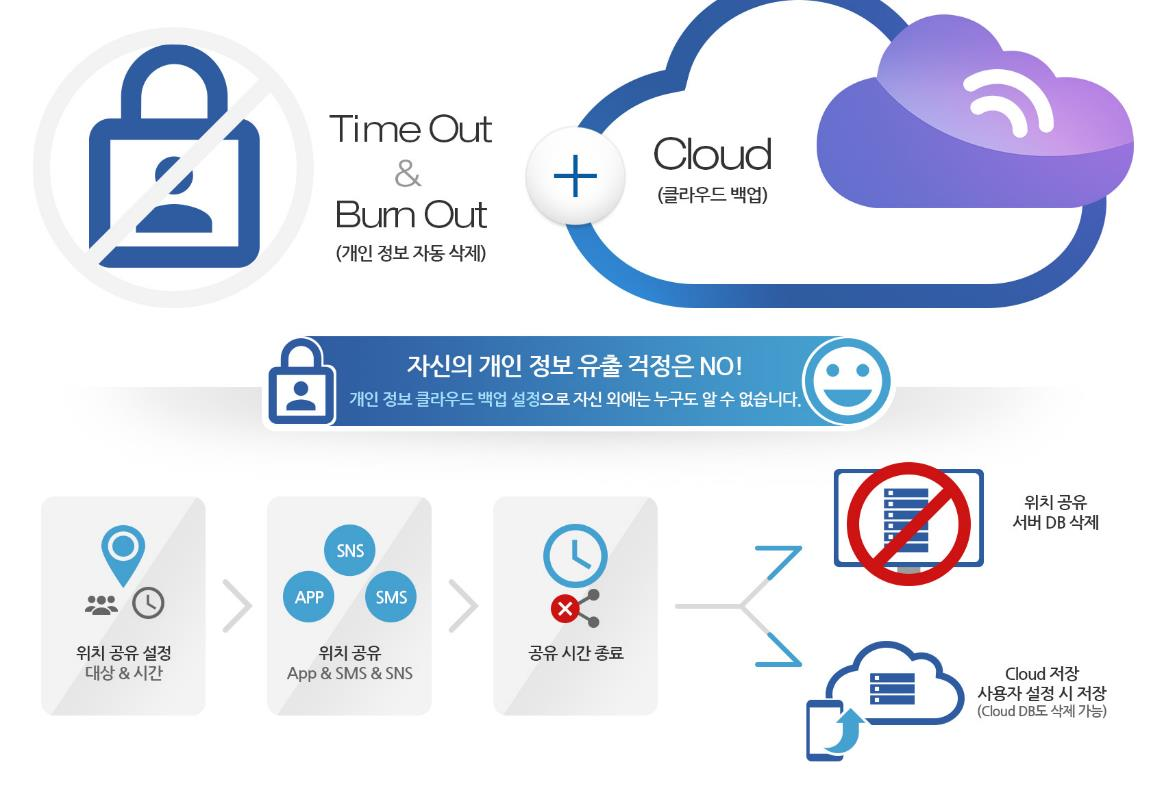 Time Out
&
Burn Out
(개인 정보 자동 삭제)
Cloud
(클라우드 백업)
자신의 개인 정보 유출 걱정은 NO!
개인 정보 클라우드 백업 설정으로 자신 외에는 누구도 알 수 없습니다.
위치 공유 설정
대상 & 시간
SNS
APP
SMS
위치 공유
App & SMS & SNS
공유 시간 종료
위치 공유
서버 DB 삭제
Cloud 저장
사용자 설정 시 저장
(Cloud DB도 삭제 가능)